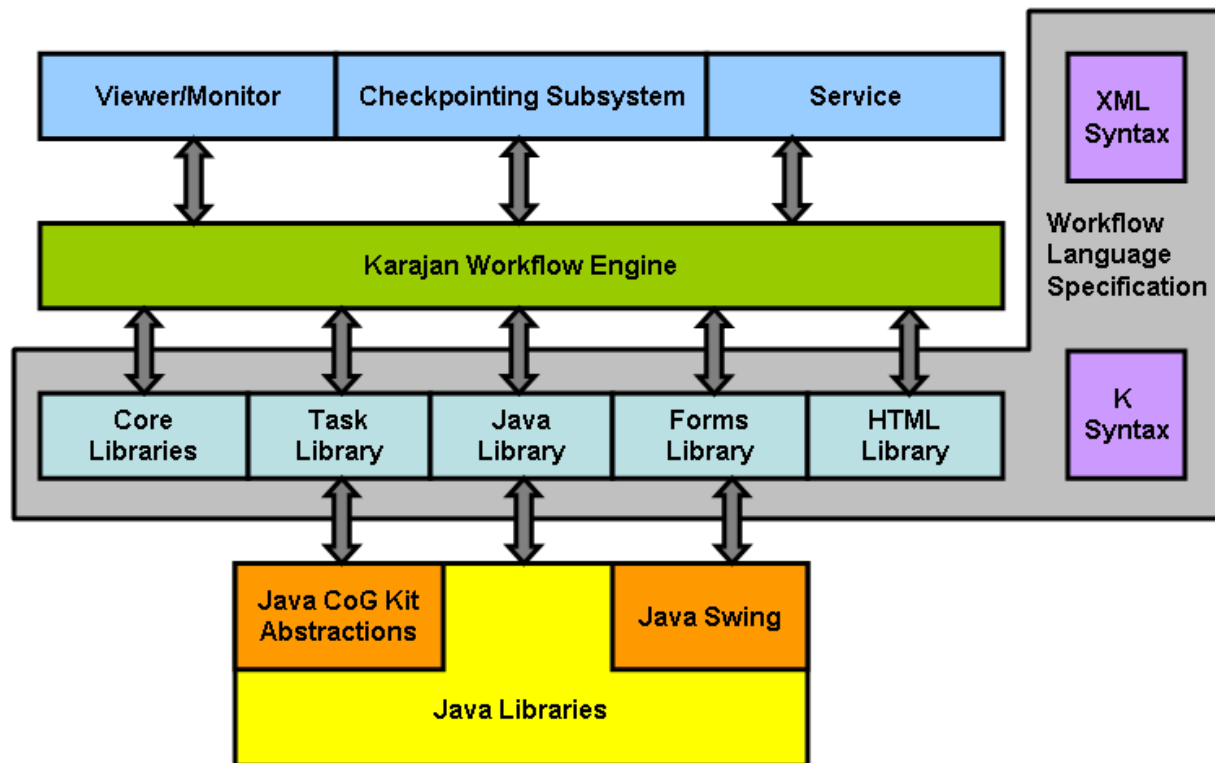 Viewer/Monitor
Checkpointing Subsystem
Service
XML
Syntax
Karajan Workflow Engine
Workflow
Language
Specification
Core
Libraries
Task
Library
Java
Library
Forms
Library
HTML
Library
K
Syntax
Java CoG Kit
Abstractions
Java Swing
Java Libraries